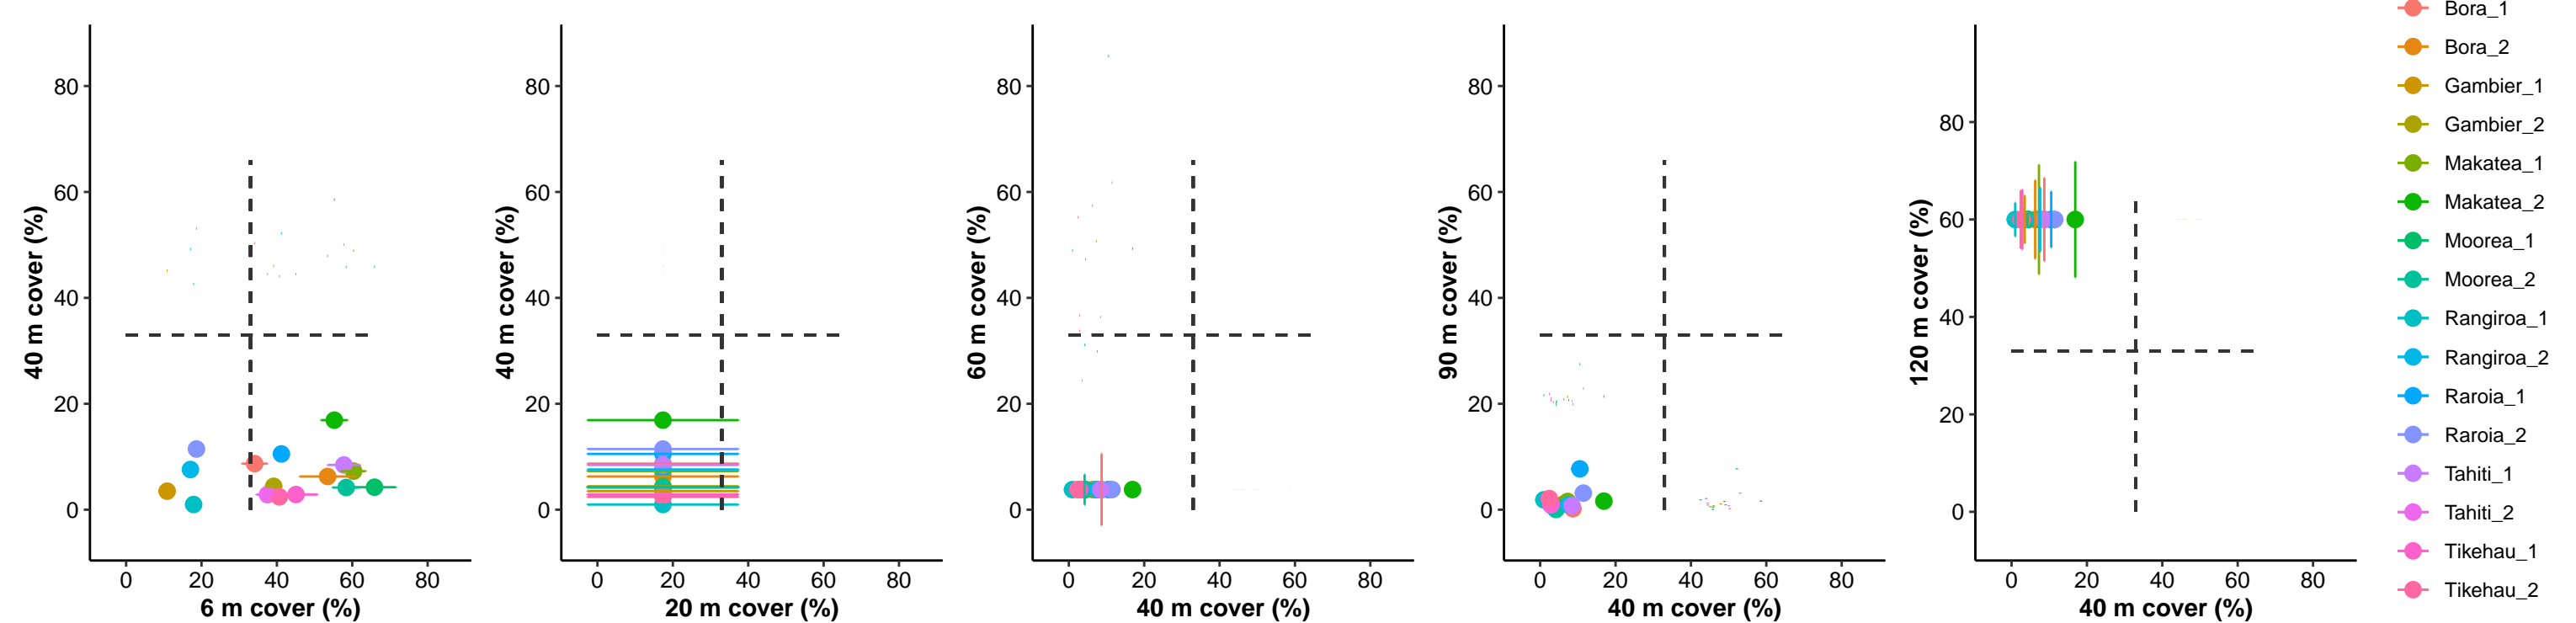 80
60
40
20
0
40 m cover (%)
0 20 40 60 80
6 m cover (%)
80
60
40
20
0
40 m cover (%)
0 20 40 60 80
20 m cover (%)
80
60
40
20
0
60 m cover (%)
0 20 40 60 80
40 m cover (%)
80
60
40
20
0
90 m cover (%)
0 20 40 60 80
40 m cover (%)
80
60
40
20
0
120 m cover (%)
0 20 40 60 80
40 m cover (%)
Bora_1
Bora_2
Gambier_1
Gambier_2
Makatea_1
Makatea_2
Moorea_1
Moorea_2
Rangiroa_1
Rangiroa_2
Raroia_1
Raroia_2
Tahiti_1
Tahiti_2
Tikehau_1
Tikehau_2